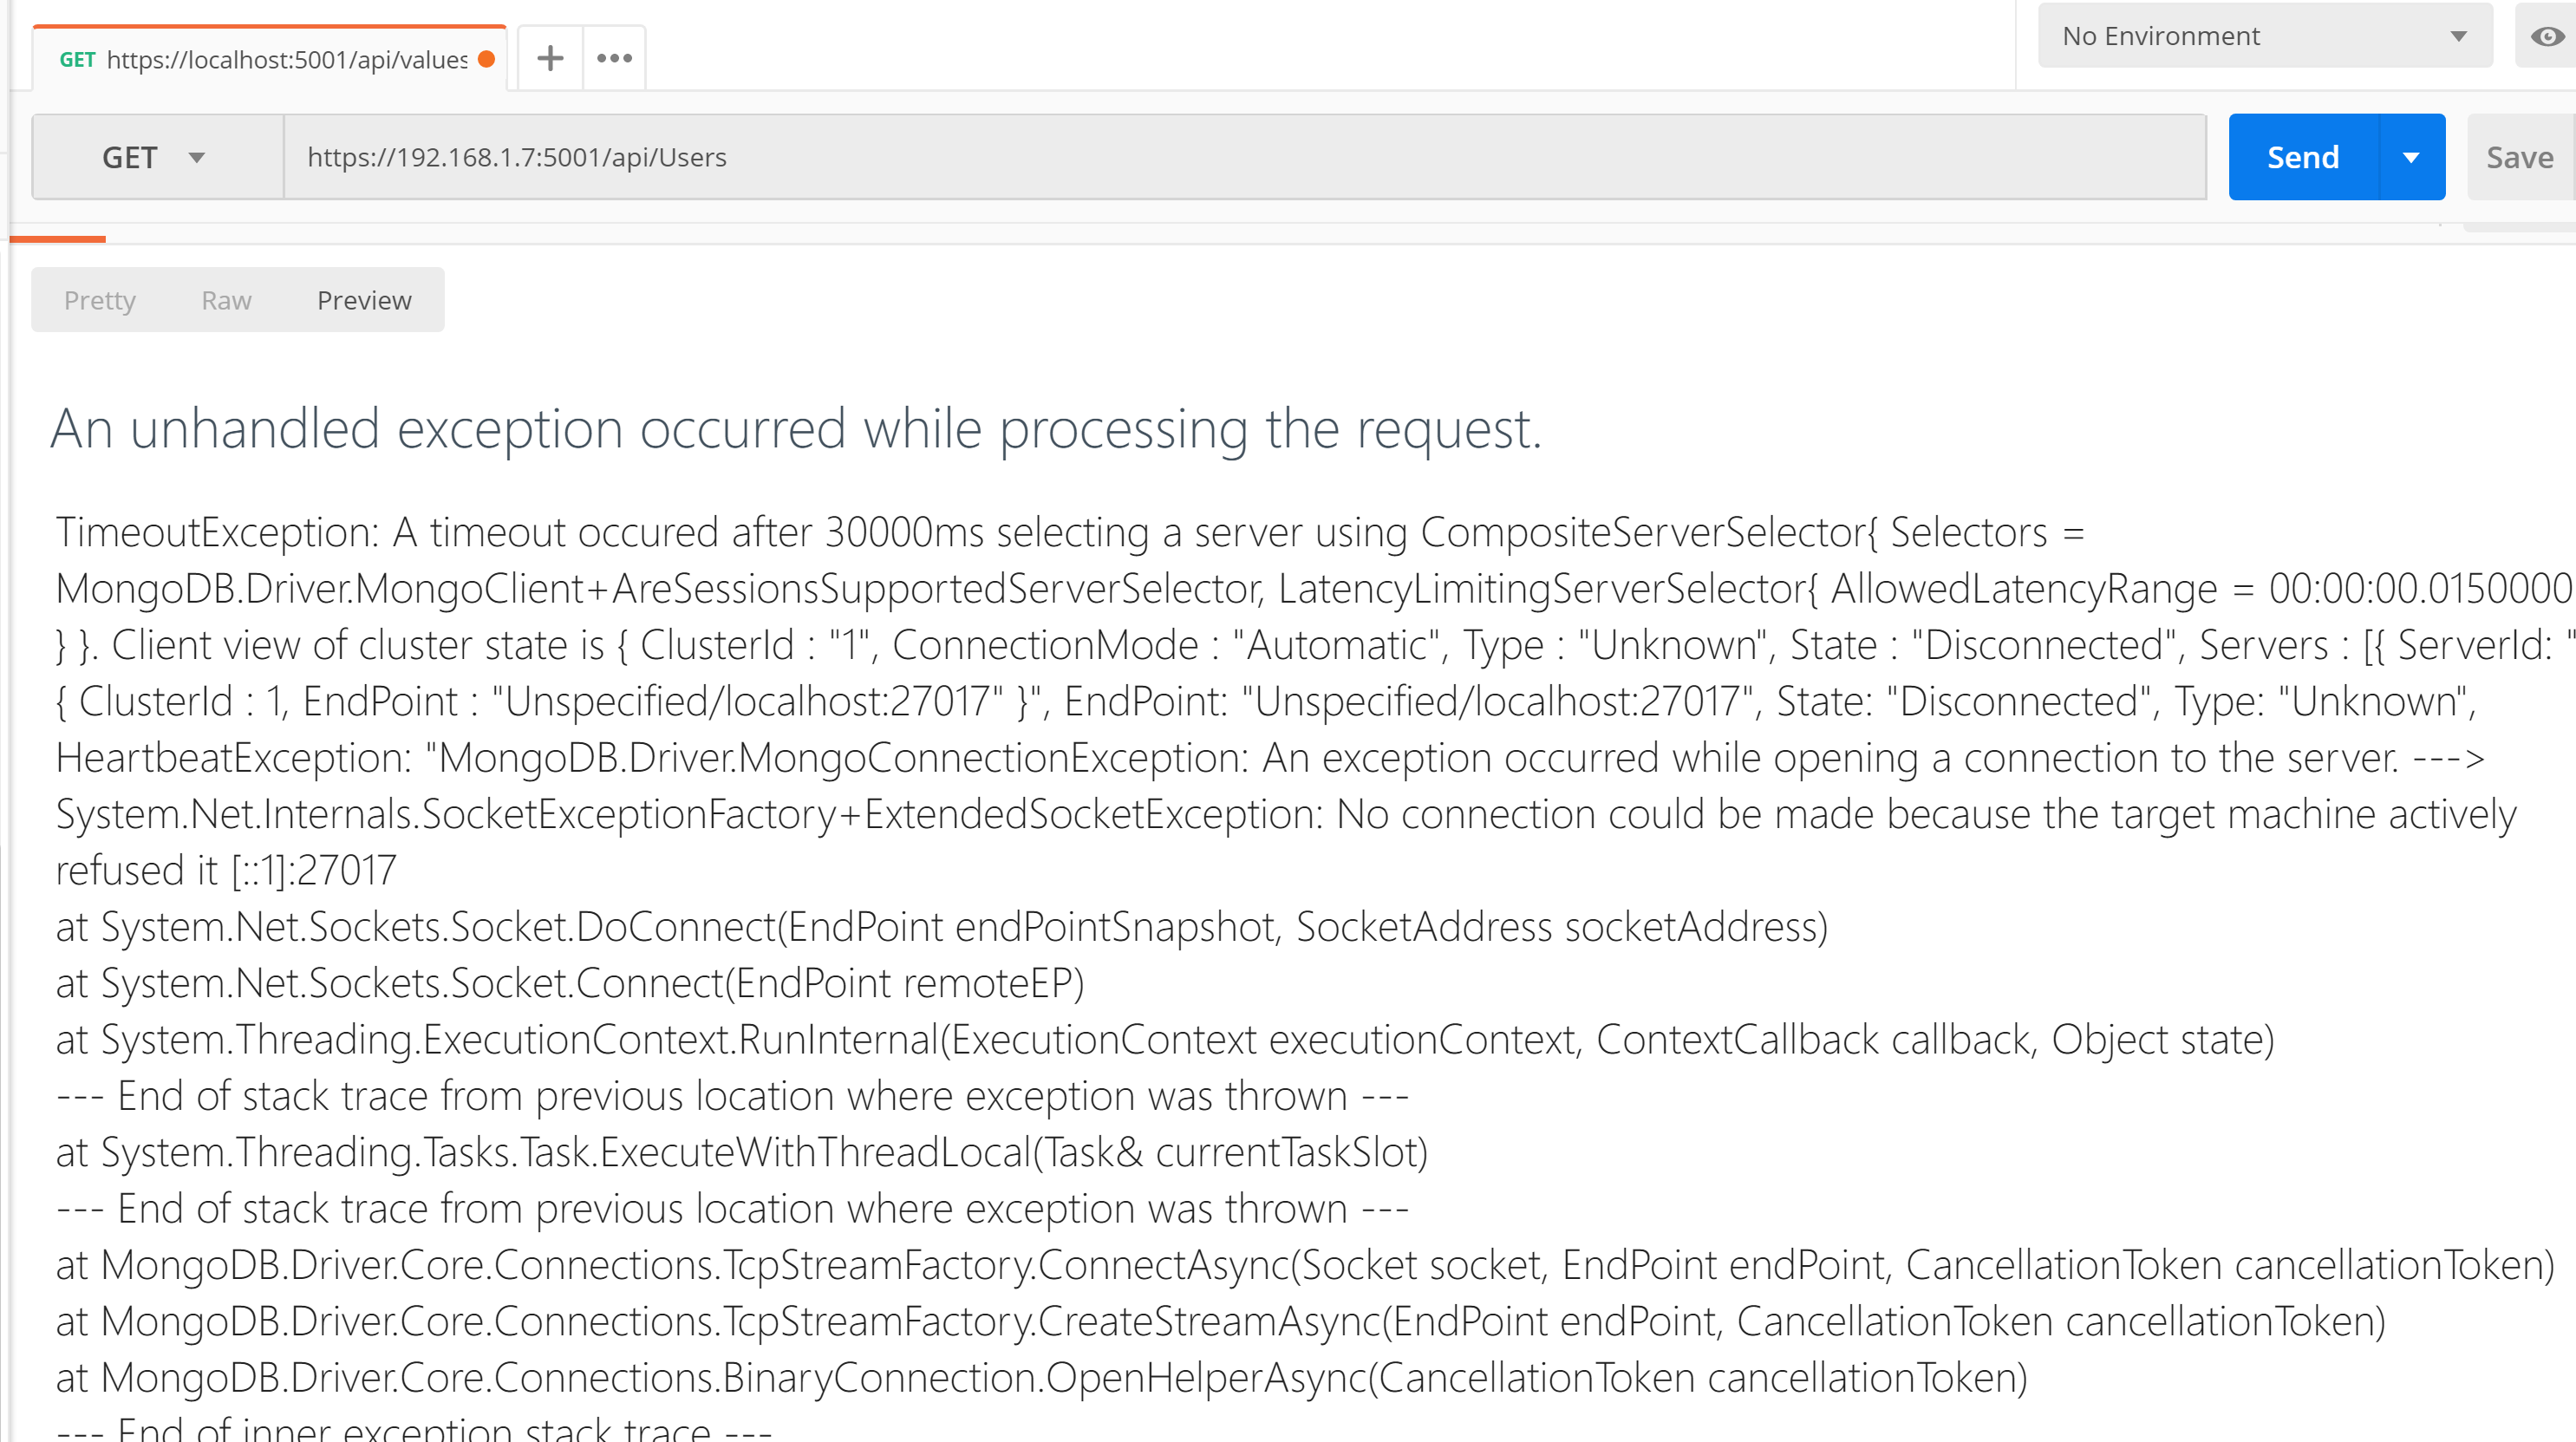 GET https://localhost:5001/api/values
No Environment
GET https://192.168.1.7:5001/api/Users Send Save
Pretty Raw Preview
An unhandled exception occurred while processing the request.
TimeoutException: A timeout occured after 30000ms selecting a server using CompositeServerSelector{ Selectors =
MongoDB.Driver.MongoClient+AreSessionsSupportedServerSelector, LatencyLimitingServerSelector{ AllowedLatencyRange = 00:00:00.0150000
} }. Client view of cluster state is { ClusterId : "1", ConnectionMode : "Automatic", Type : "Unknown", State : "Disconnected", Servers : [{ ServerId: "
{ ClusterId : 1, EndPoint : "Unspecified/localhost:27017" }", EndPoint: "Unspecified/localhost:27017", State: "Disconnected", Type: "Unknown",
HeartbeatException: "MongoDB.Driver.MongoConnectionException: An exception occurred while opening a connection to the server. --->
System.Net.Internals.SocketExceptionFactory+ExtendedSocketException: No connection could be made because the target machine actively
refused it [::1]:27017
at System.Net.Sockets.Socket.DoConnect(EndPoint endPointSnapshot, SocketAddress socketAddress)
at System.Net.Sockets.Socket.Connect(EndPoint remoteEP)
at System.Threading.ExecutionContext.RunInternal(ExecutionContext executionContext, ContextCallback callback, Object state)
--- End of stack trace from previous location where exception was thrown ---
at System.Threading.Tasks.Task.ExecuteWithThreadLocal(Task& currentTaskSlot)
--- End of stack trace from previous location where exception was thrown ---
at MongoDB.Driver.Core.Connections.TcpStreamFactory.ConnectAsync(Socket socket, EndPoint endPoint, CancellationToken cancellationToken)
at MongoDB.Driver.Core.Connections.TcpStreamFactory.CreateStreamAsync(EndPoint endPoint, CancellationToken cancellationToken)
at MongoDB.Driver.Core.Connections.BinaryConnection.OpenHelperAsync(CancellationToken cancellationToken)
--- End of inner exception stack trace ---